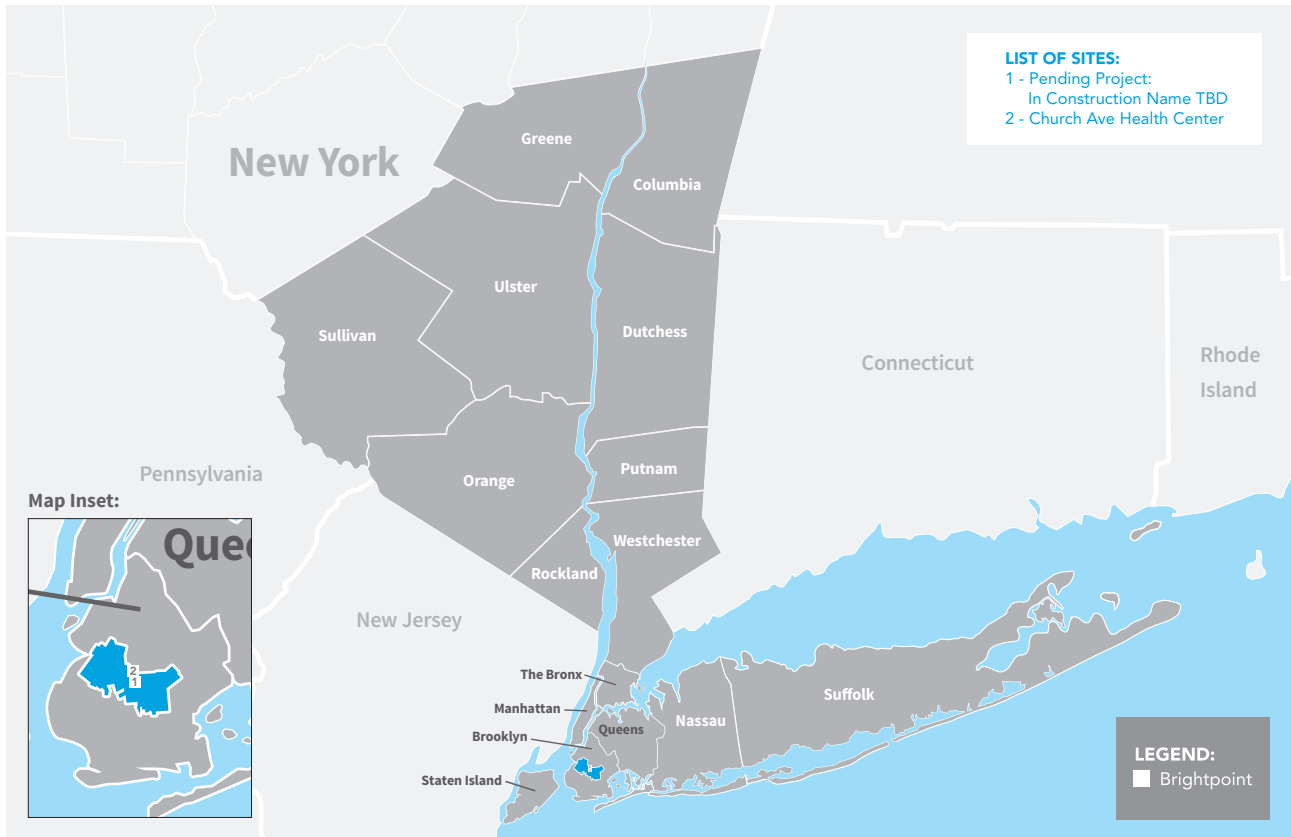 LIST OF SITES:
1 - Pending Project:
In Construction Name TBD
2 - Church Ave Health Center
Greene
New York
Columbia
Ulster
Sullivan
Dutchess
Connecticut
Rhode
Island
Pennsylvania
Putnam
Orange
Map Inset:
Westchester
Quee
Rockland
New Jersey
2
1
The Bronx
Suffolk
Manhattan
Nassau
Queens
Brooklyn
LEGEND:
Brightpoint
Staten Island